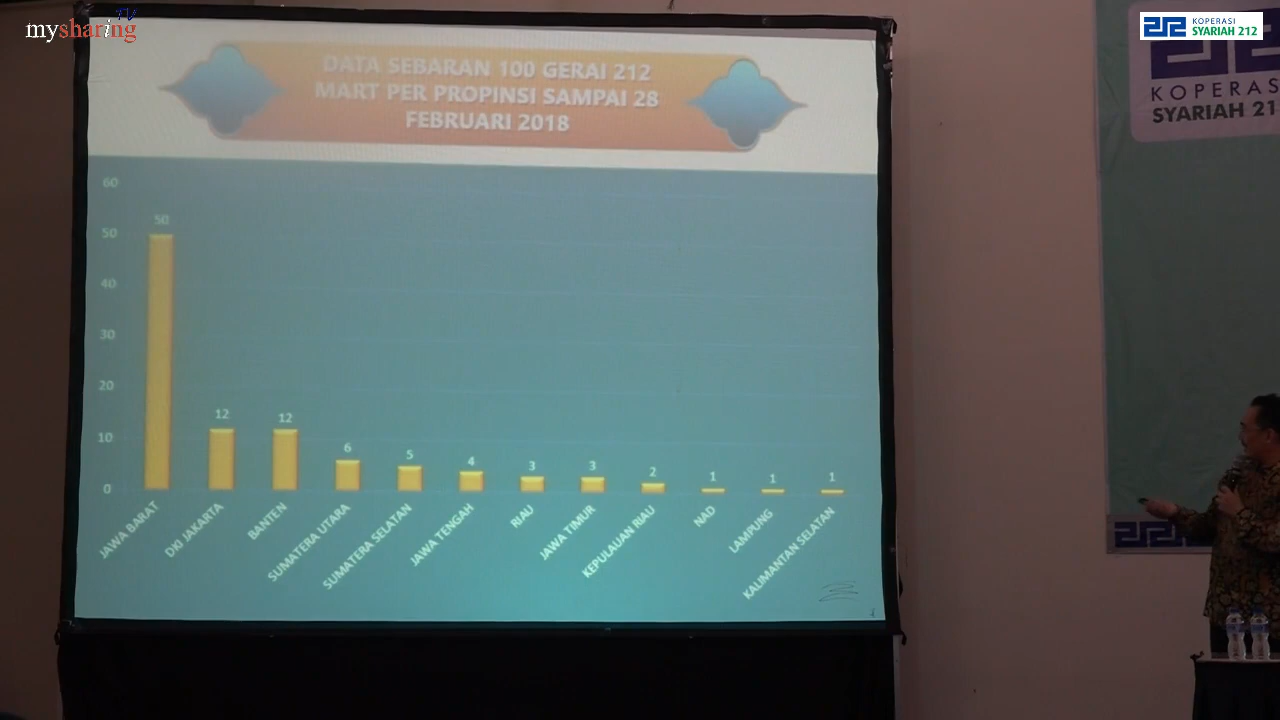 mysharing TV
KOPERASI
SYARIAH 212
KOPERAS
SYARIAH 21
DATA SEBARAN 100 GERAI 212
MART PER PROPINSI SAMPAI 28
FEBRUARI 2018
60
50
40
30
20
10
0
50
12
12
6
5
4
3
3
2
1
1
1
JAWA BARAT
DKI JAKARTA
BANTEN
SUMATERA UTARA
SUMATERA SELATAN
JAWA TENGAH
RIAU
JAWA TIMUR
KEPULAUAN RIAU
NAD
LAMPUNG
KALIMANTAN SELATAN